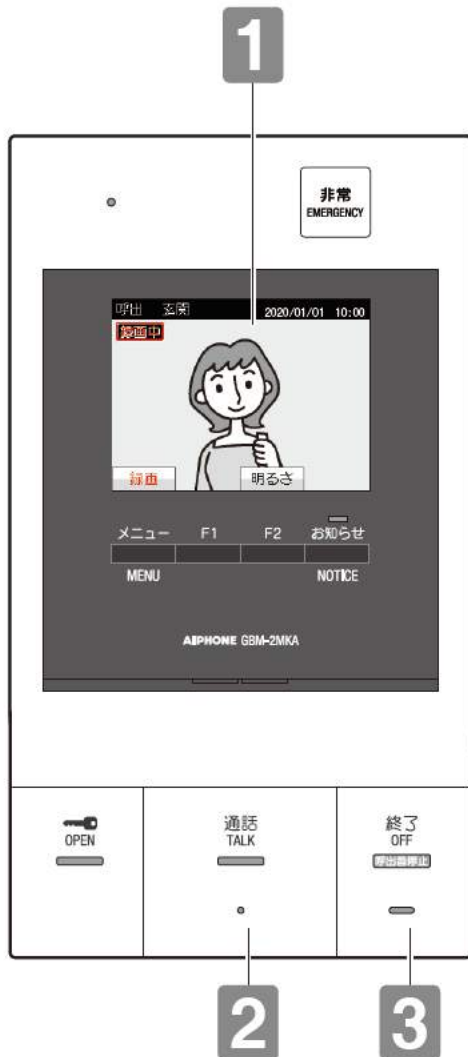 1
非常
EMERGENCY
呼出 玄関 2020/01/01 10:00
録画中
録画 明るさ
メニュー F1 F2 お知らせ
MENU NOTICE
AIPHONE GBM-2MKA
OPEN
通話
TALK
終了
OFF
呼出音停止
2 3